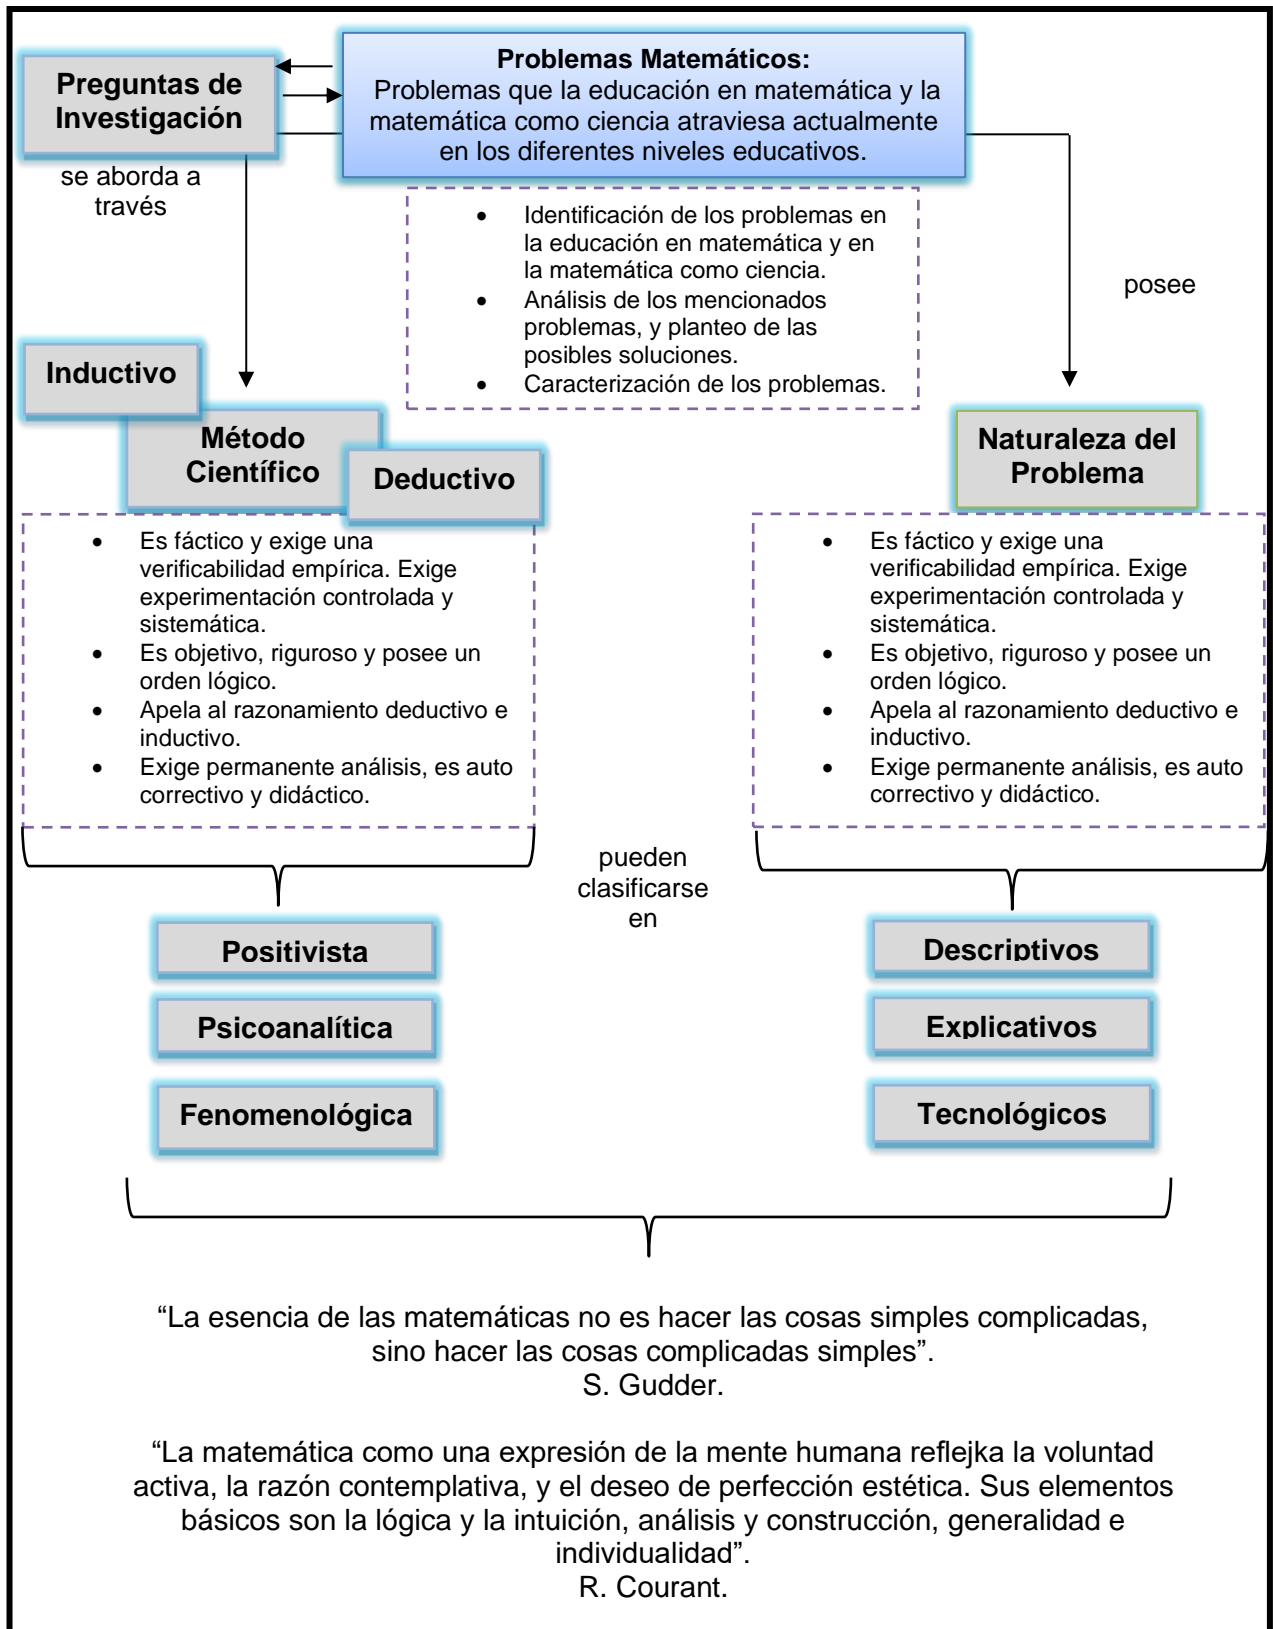 Preguntas de
Investigación
Problemas Matemáticos:
Problemas que la educación en matemática y la
matemática como ciencia atraviesa actualmente
en los diferentes niveles educativos.
se aborda a
través
• Identificación de los problemas en
la educación en matemática y en
la matemática como ciencia.
• Análisis de los mencionados
problemas, y planteo de las
posibles soluciones.
• Caracterización de los problemas.
posee
Inductivo
Método
Científico
Deductivo
Naturaleza del
Problema
• Es fáctico y exige una
verificabilidad empírica. Exige
experimentación controlada y
sistemática.
• Es objetivo, riguroso y posee un
orden lógico.
• Apela al razonamiento deductivo e
inductivo.
• Exige permanente análisis, es auto
correctivo y didáctico.
• Es fáctico y exige una
verificabilidad empírica. Exige
experimentación controlada y
sistemática.
• Es objetivo, riguroso y posee un
orden lógico.
• Apela al razonamiento deductivo e
inductivo.
• Exige permanente análisis, es auto
correctivo y didáctico.
pueden
clasificarse
en
Positivista
Psicoanalítica
Fenomenológica
Descriptivos
Explicativos
Tecnológicos
“La esencia de las matemáticas no es hacer las cosas simples complicadas,
sino hacer las cosas complicadas simples”.
S. Gudder.
“La matemática como una expresión de la mente humana reflejka la voluntad
activa, la razón contemplativa, y el deseo de perfección estética. Sus elementos
básicos son la lógica y la intuición, análisis y construcción, generalidad e
individualidad”.
R. Courant.